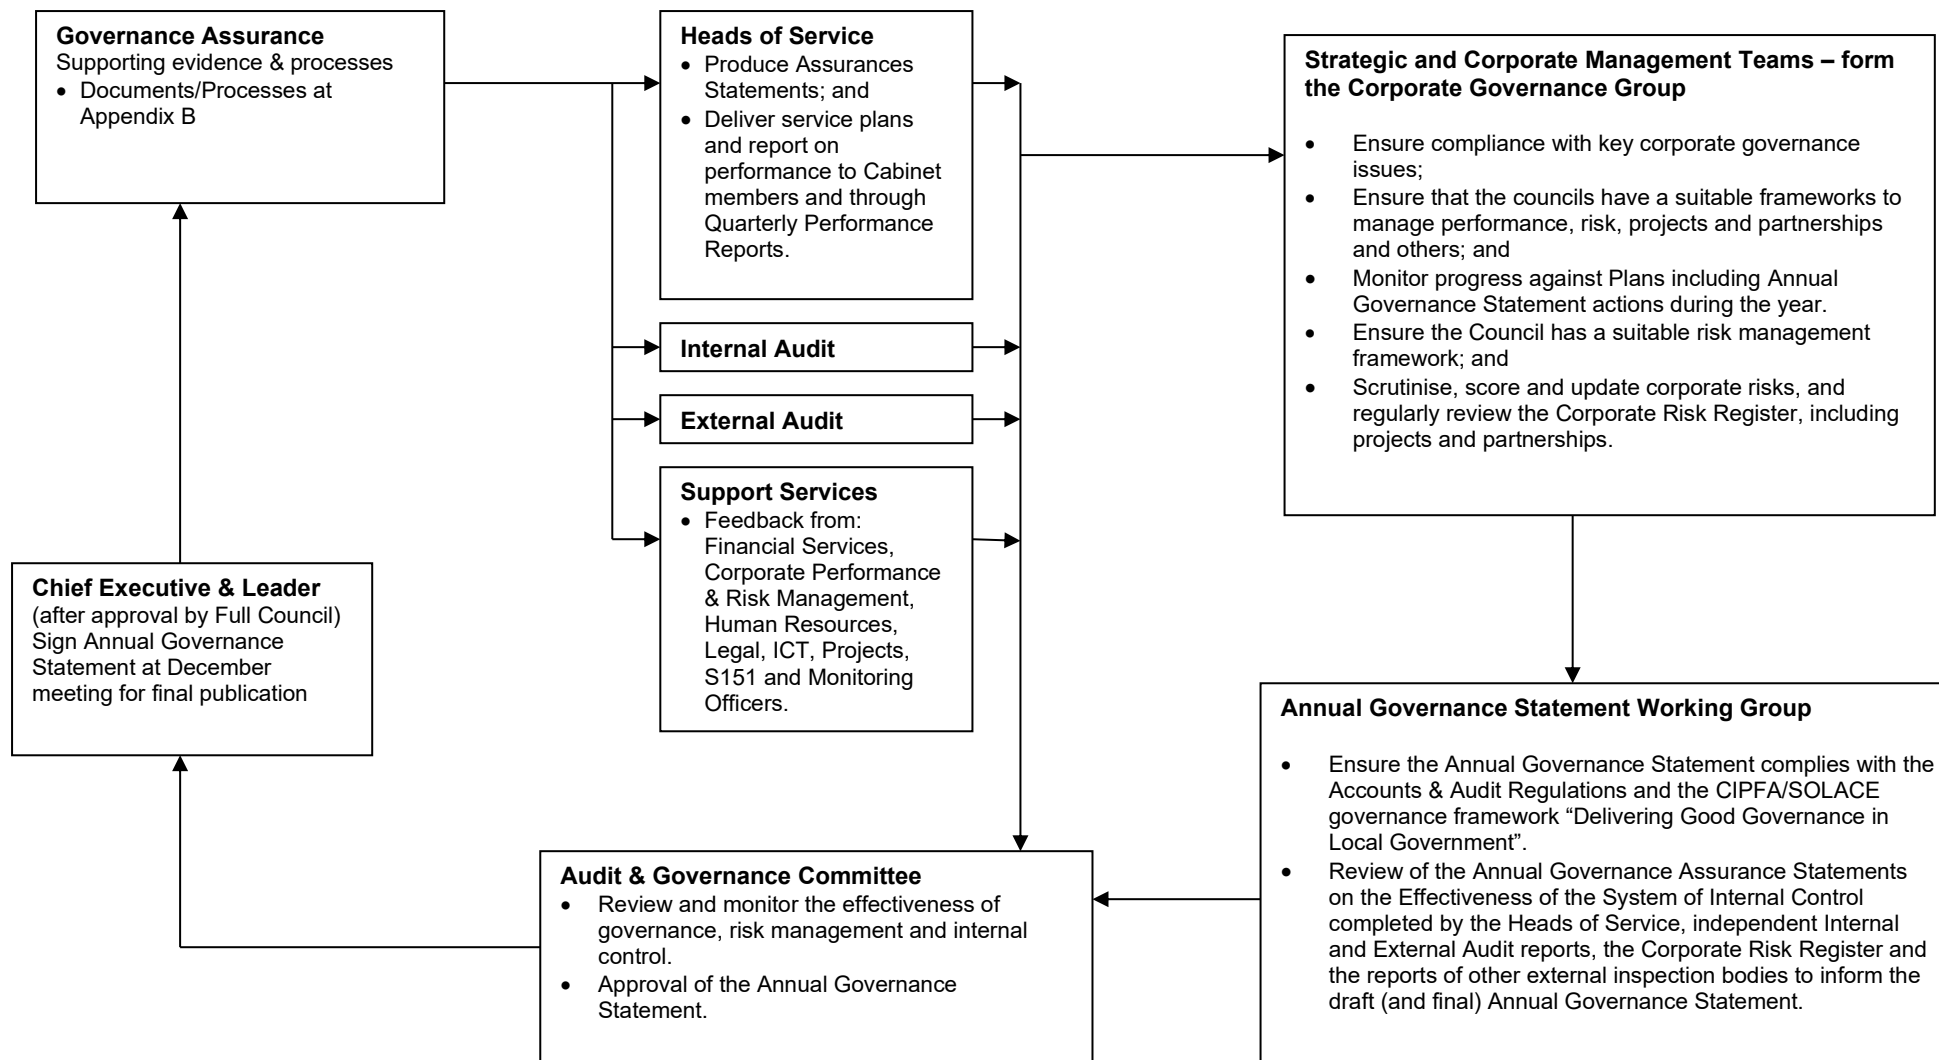 Governance Assurance
Supporting evidence & processes
• Documents/Processes at
Appendix B
Heads of Service
• Produce Assurances
Statements; and
• Deliver service plans
and report on
performance to Cabinet
members and through
Quarterly Performance
Reports.
Internal Audit
External Audit
Support Services
• Feedback from:
Financial Services,
Corporate Performance
& Risk Management,
Human Resources,
Legal, ICT, Projects,
S151 and Monitoring
Officers.
Strategic and Corporate Management Teams – form
the Corporate Governance Group
• Ensure compliance with key corporate governance
issues;
• Ensure that the councils have a suitable frameworks to
manage performance, risk, projects and partnerships
and others; and
• Monitor progress against Plans including Annual
Governance Statement actions during the year.
• Ensure the Council has a suitable risk management
framework; and
• Scrutinise, score and update corporate risks, and
regularly review the Corporate Risk Register, including
projects and partnerships.
Annual Governance Statement Working Group
• Ensure the Annual Governance Statement complies with the
Accounts & Audit Regulations and the CIPFA/SOLACE
governance framework “Delivering Good Governance in
Local Government”.
• Review of the Annual Governance Assurance Statements
on the Effectiveness of the System of Internal Control
completed by the Heads of Service, independent Internal
and External Audit reports, the Corporate Risk Register and
the reports of other external inspection bodies to inform the
draft (and final) Annual Governance Statement.
Audit & Governance Committee
• Review and monitor the effectiveness of
governance, risk management and internal
control.
• Approval of the Annual Governance
Statement.
Chief Executive & Leader
(after approval by Full Council)
Sign Annual Governance
Statement at December
meeting for final publication